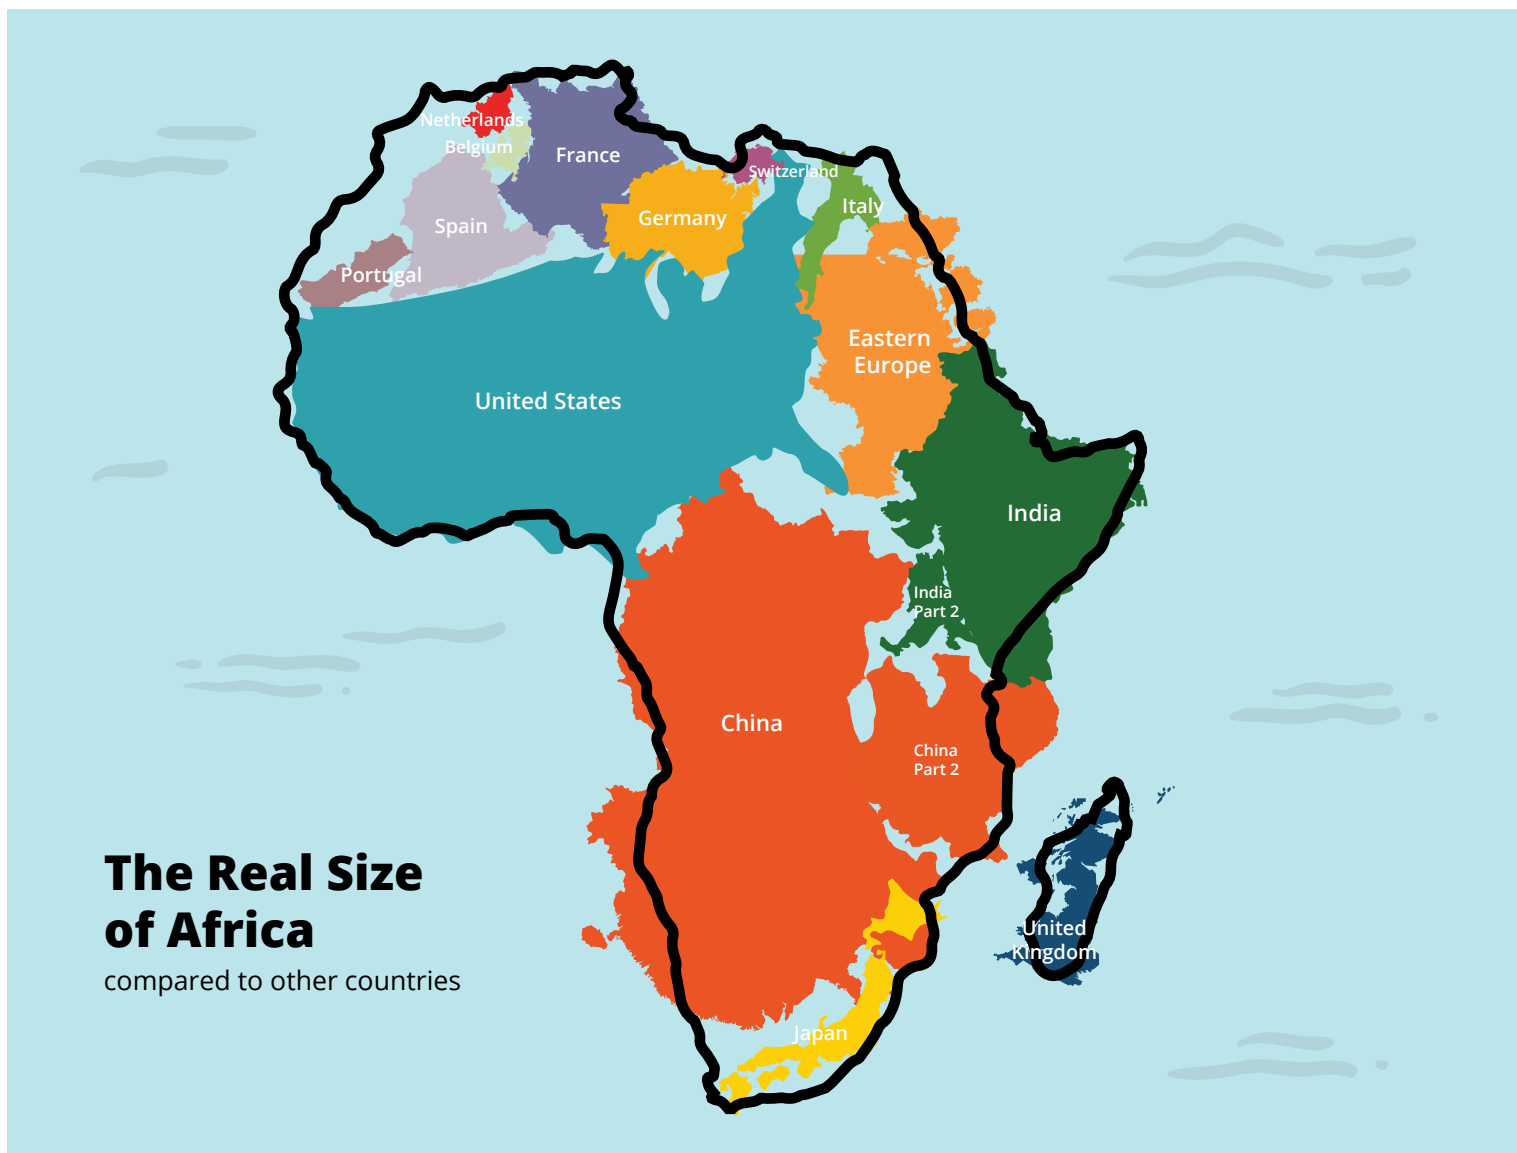 Netherlands
Belgium
France
Switzerland
Spain
Germany
Italy
Portugal
Eastern
Europe
United States
India
India
Part 2
China
China
Part 2
United
Kingdom
Japan
The Real Size
of Africa
compared to other countries